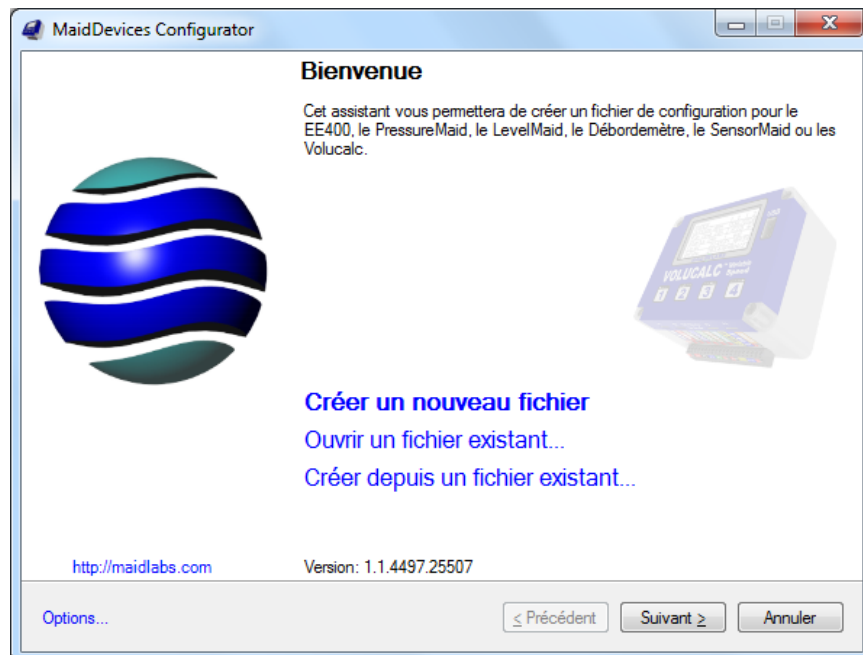 MaidDevices Configurator
Bienvenue
Cet assistant vous permettera de créer un fichier de configuration pour le
EE400, le PressureMaid, le LevelMaid, le Débordemètre, le SensorMaid ou les
Volucalc.
VOLUCALC
1 2 3 4
Créer un nouveau fichier
Ouvrir un fichier existant...
Créer depuis un fichier existant...
http://maidlabs.com
Version: 1.1.4497.25507
Options...
< Précédent
Suivant >
Annuler